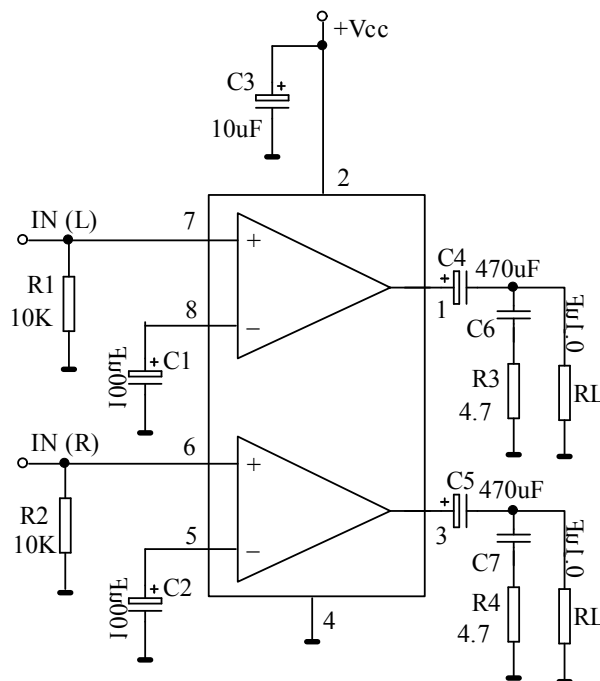 +Vcc
C3
+
10uF
2
IN (L)
7
+
R1
10K
8
−
+
C1
100uF
C4
+
470uF
1
C6
0.1uF
R3
4.7
RL
IN (R)
6
+
R2
10K
5
−
+
C2
100uF
C5
+
470uF
3
C7
0.1uF
R4
4.7
RL
4